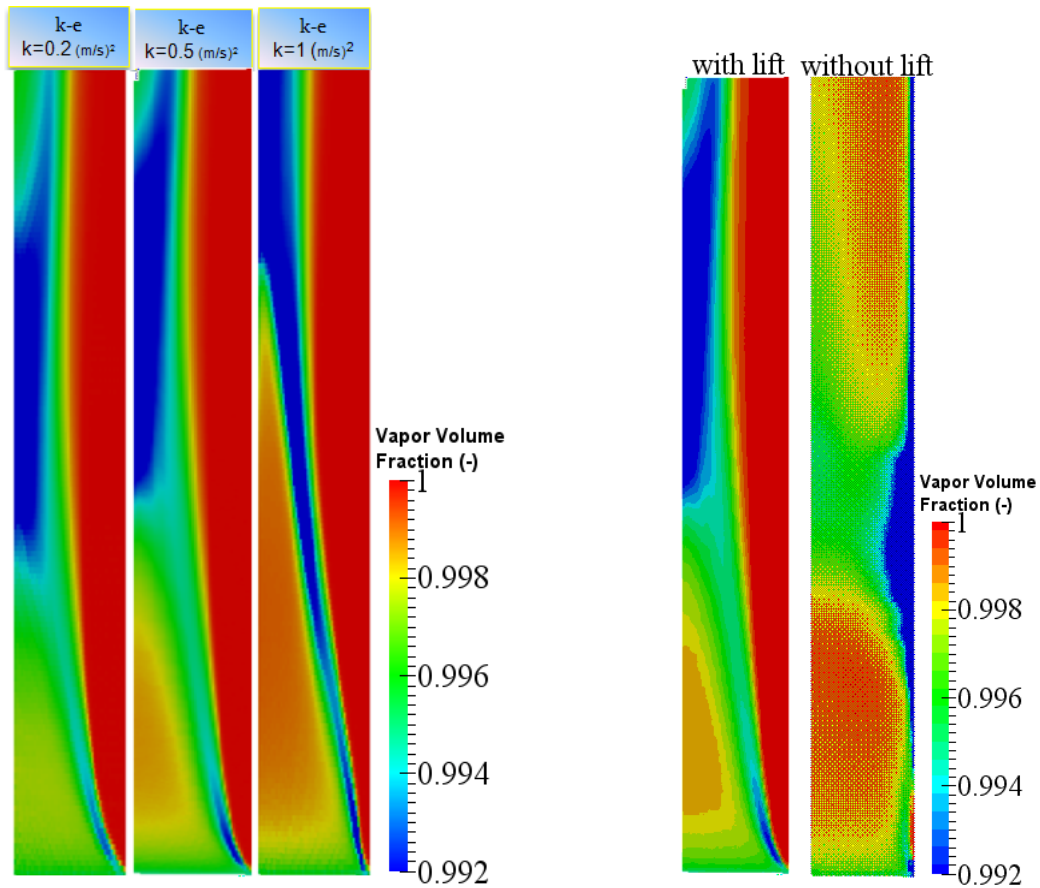 k-e
k=0.2 (m/s)²
k-e
k=0.5 (m/s)²
k-e
k=1 (m/s)²
with lift
without lift
Vapor Volume
Fraction (-)
1
0.998
0.996
0.994
0.992
Vapor Volume
Fraction (-)
1
0.998
0.996
0.994
0.992